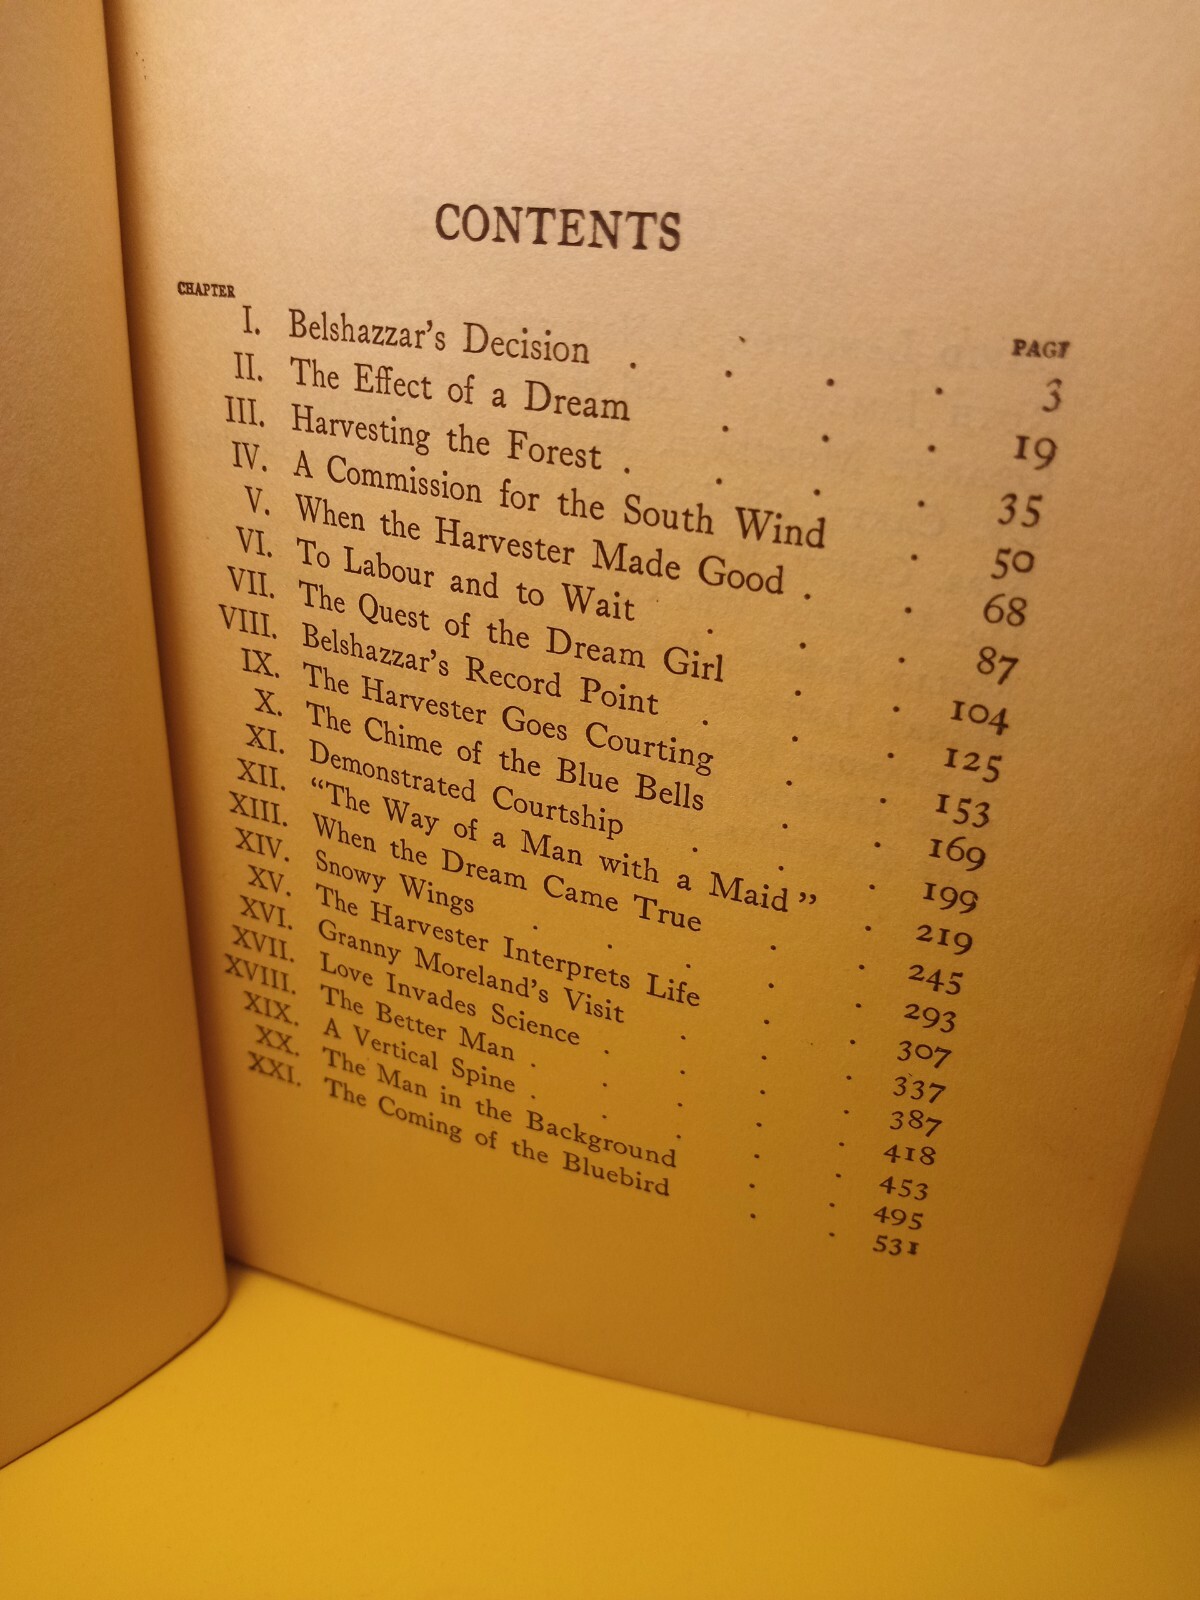 CONTENTS
CHAPTER PAGE
I. Belshazzar's Decision . . . . 3
II. The Effect of a Dream . . . 19
III. Harvesting the Forest . . . . 35
IV. A Commission for the South Wind . 50
V. When the Harvester Made Good . . 68
VI. To Labour and to Wait . . . 87
VII. The Quest of the Dream Girl . . 104
VIII. Belshazzar's Record Point . . . 125
IX. The Harvester Goes Courting . . 153
X. The Chime of the Blue Bells . . 169
XI. Demonstrated Courtship . . . 199
XII. "The Way of a Man with a Maid" . 219
XIII. When the Dream Came True . . 245
XIV. Snowy Wings . . . . . 293
XV. The Harvester Interprets Life . . 307
XVI. Granny Moreland's Visit . . . 337
XVII. Love Invades Science . . . . 387
XVIII. The Better Man . . . . . 418
XIX. A Vertical Spine . . . . . 453
XX. The Man in the Background . . 495
XXI. The Coming of the Bluebird . . 531